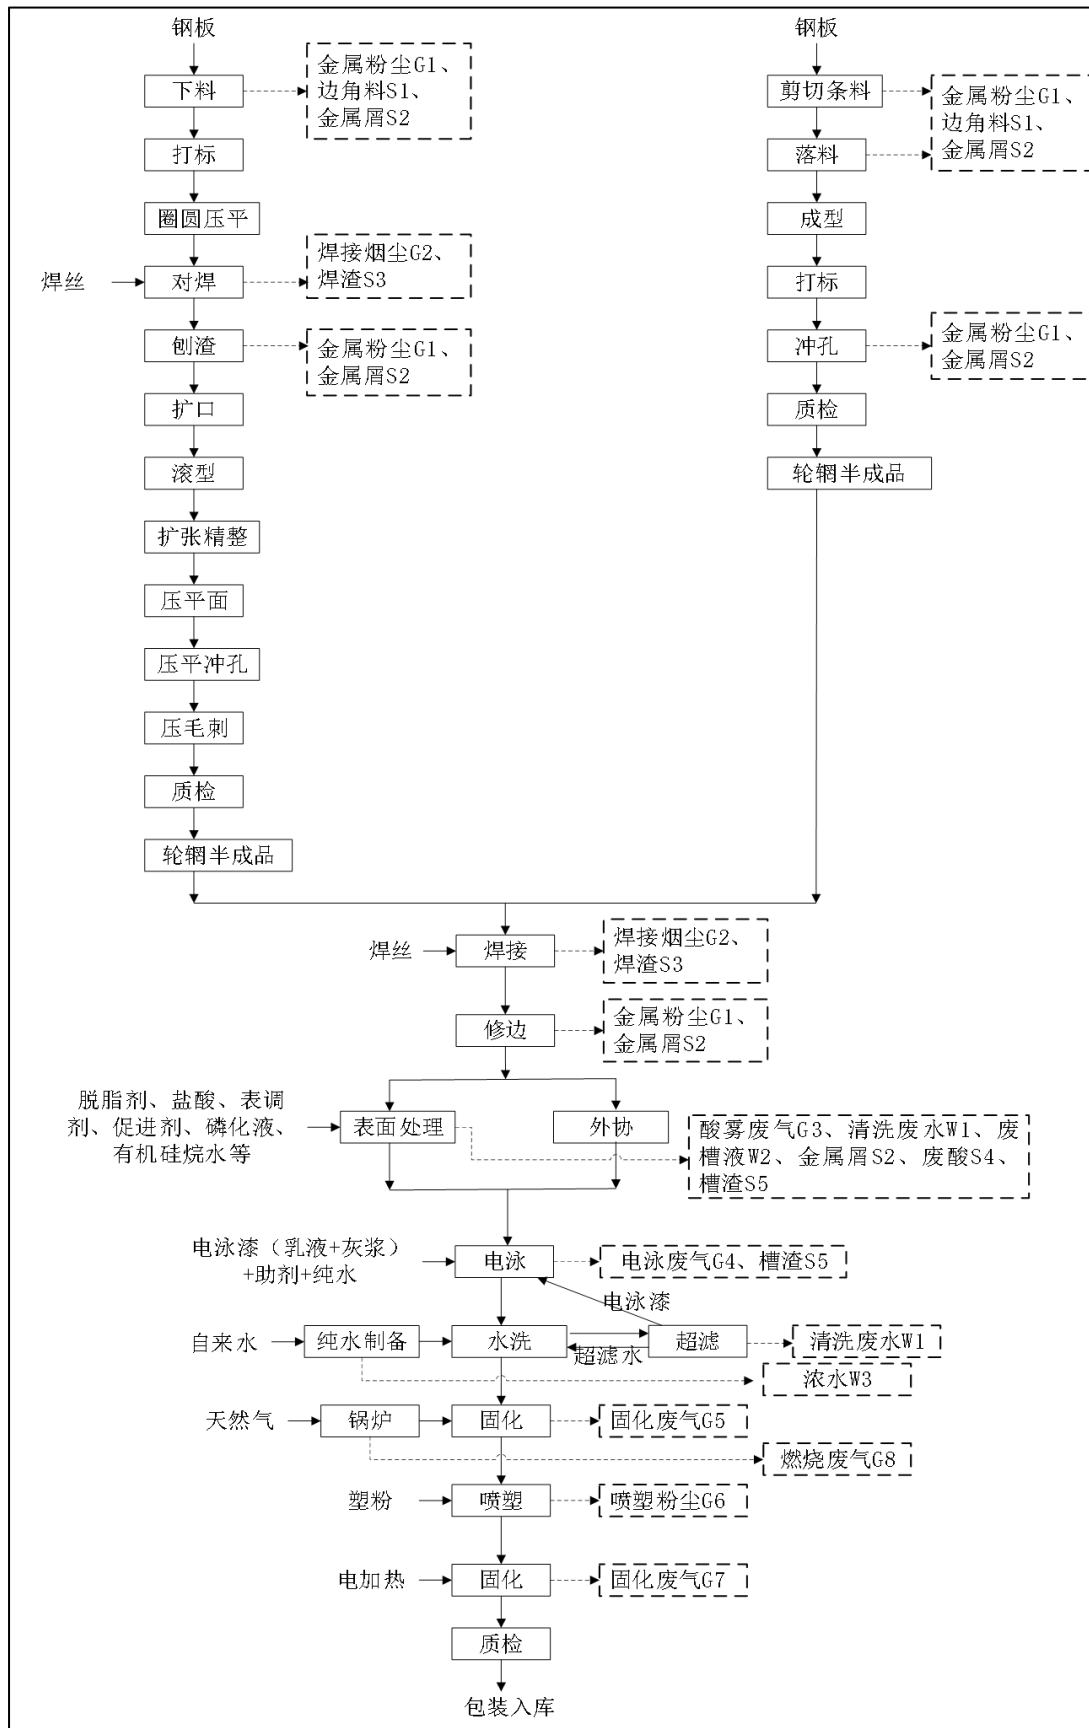 钢板
下料
金属粉尘G1、
边角料S1、
金属屑S2
打标
圈圆压平
焊丝
对焊
焊接烟尘G2、
焊渣S3
刨渣
金属粉尘G1、
金属屑S2
扩口
滚型
扩张精整
压平面
压平冲孔
压毛刺
质检
轮辋半成品
钢板
剪切条料
金属粉尘G1、
边角料S1、
金属屑S2
落料
成型
打标
冲孔
金属粉尘G1、
金属屑S2
质检
轮辋半成品
焊丝
焊接
焊接烟尘G2、
焊渣S3
修边
金属粉尘G1、
金属屑S2
脱脂剂、盐酸、表调
剂、促进剂、磷化液、
有机硅烷水等
表面处理
外协
酸雾废气G3、清洗废水W1、废
槽液W2、金属屑S2、废酸S4、
槽渣S5
电泳漆（乳液+灰浆）
+助剂+纯水
电泳
电泳废气G4、槽渣S5
电泳漆
自来水
纯水制备
水洗
超滤水
超滤
清洗废水W1
浓水W3
天然气
锅炉
固化
固化废气G5
燃烧废气G8
塑粉
喷塑
喷塑粉尘G6
电加热
固化
固化废气G7
质检
包装入库